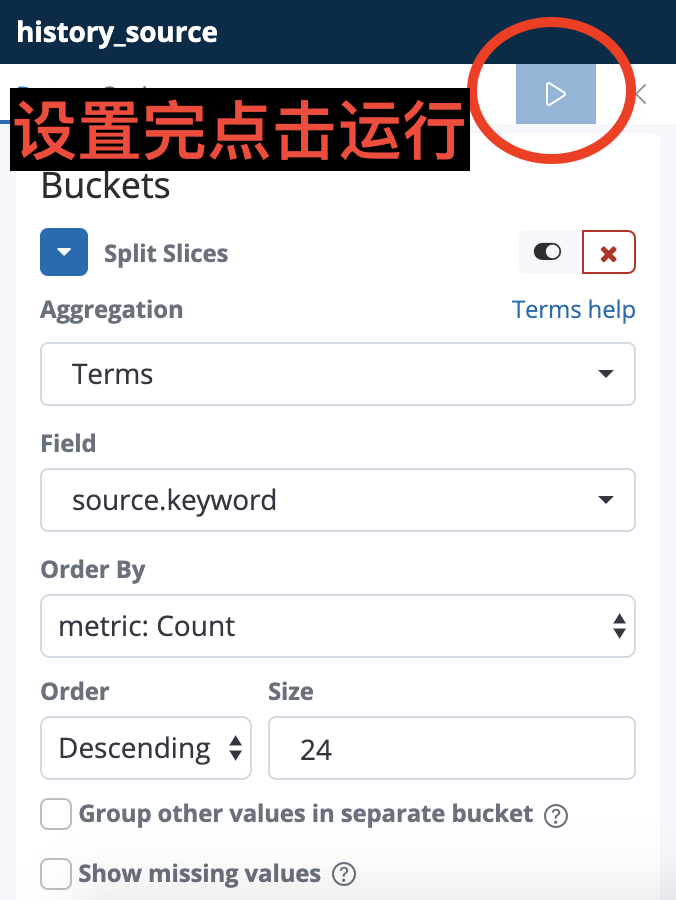 history_source
设置完点击运行
Buckets
Split Slices
Aggregation
Terms help
Terms
Field
source.keyword
Order By
metric: Count
Order
Size
Descending
24
Group other values in separate bucket
Show missing values